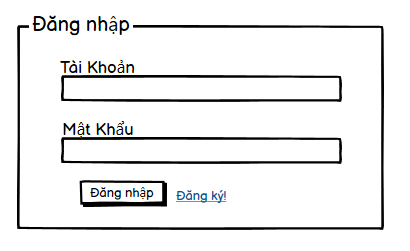 Đăng nhập
Tài Khoản
Mật Khẩu
Đăng nhập Đăng ký!